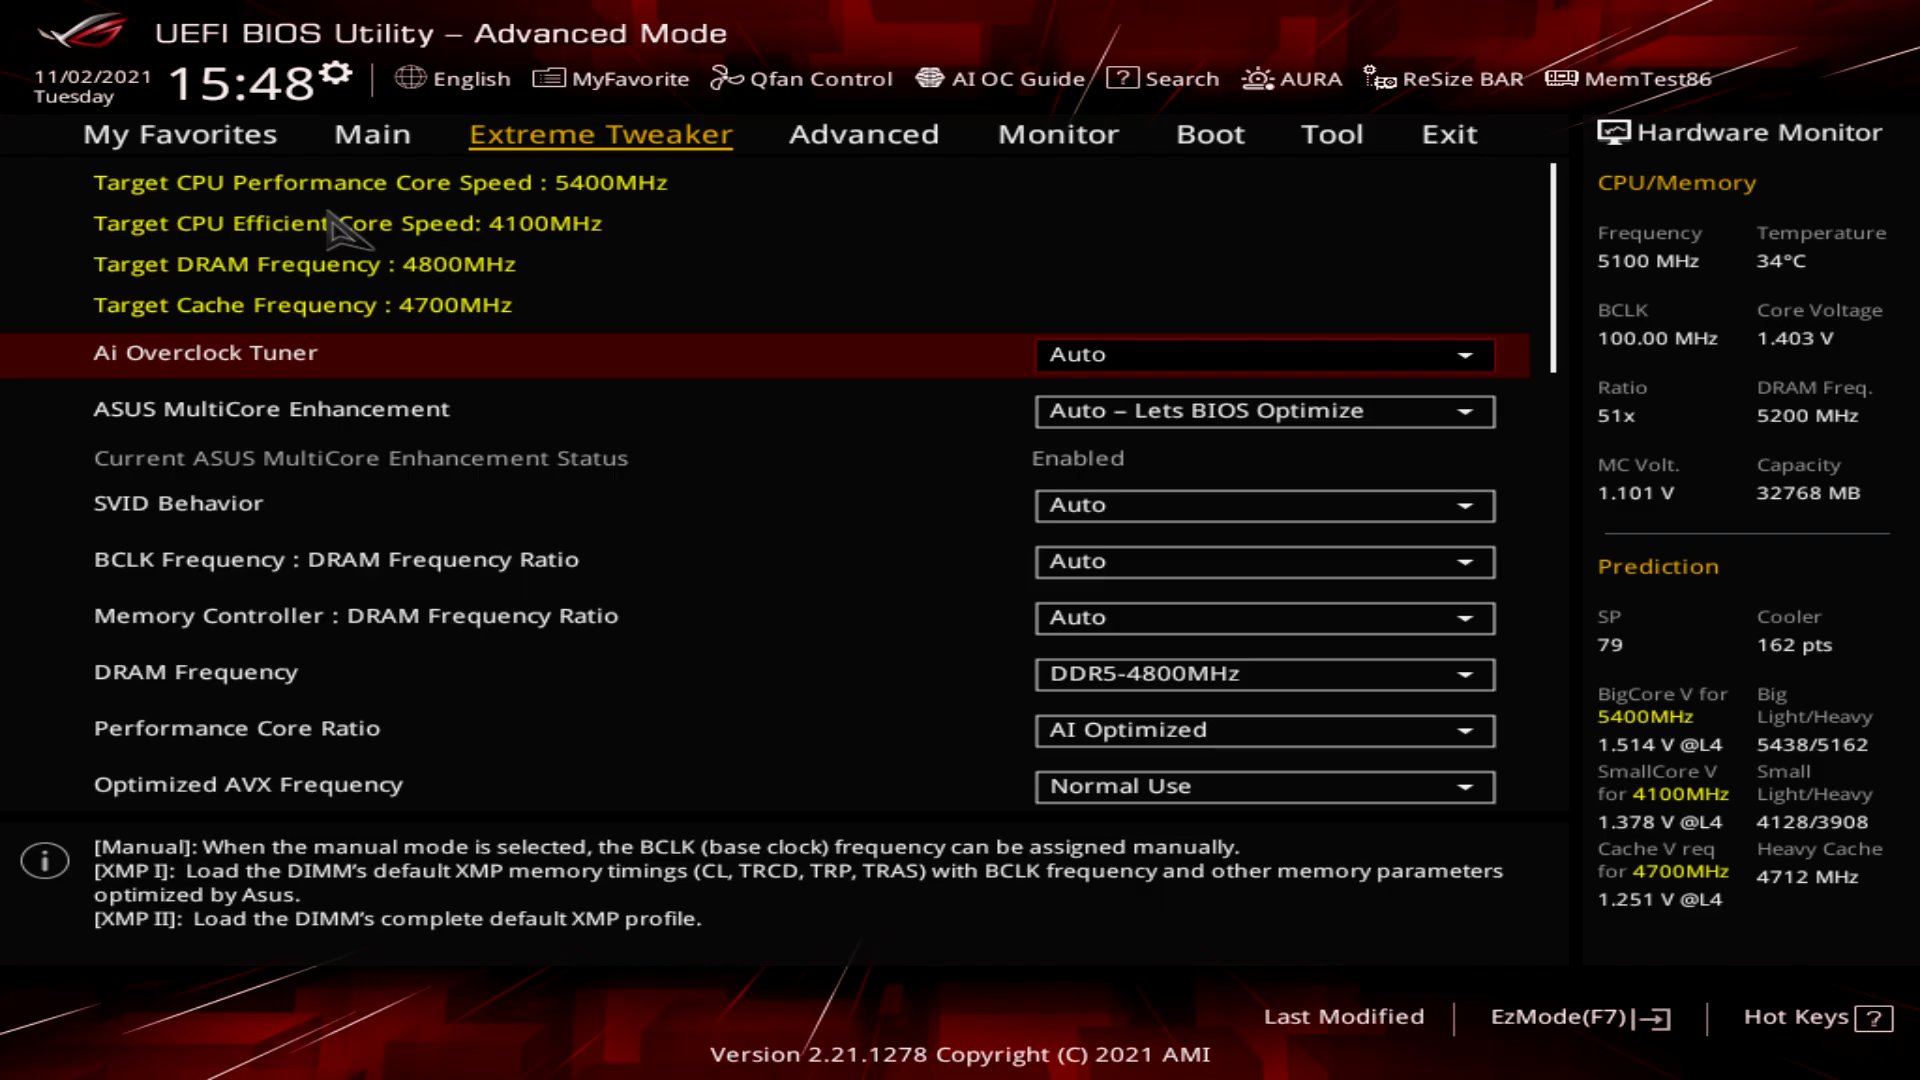 UEFI BIOS Utility – Advanced Mode
11/02/2021
Tuesday
15:48
English
MyFavorite
Qfan Control
AI OC Guide
? Search
AURA
ReSize BAR
MemTest86
My Favorites
Main
Extreme Tweaker
Advanced
Monitor
Boot
Tool
Exit
Target CPU Performance Core Speed : 5400MHz
Target CPU Efficient Core Speed: 4100MHz
Target DRAM Frequency : 4800MHz
Target Cache Frequency : 4700MHz
Ai Overclock Tuner
Auto
ASUS MultiCore Enhancement
Auto – Lets BIOS Optimize
Current ASUS MultiCore Enhancement Status
Enabled
SVID Behavior
Auto
BCLK Frequency : DRAM Frequency Ratio
Auto
Memory Controller : DRAM Frequency Ratio
Auto
DRAM Frequency
DDR5-4800MHz
Performance Core Ratio
AI Optimized
Optimized AVX Frequency
Normal Use
[Manual]: When the manual mode is selected, the BCLK (base clock) frequency can be assigned manually.
[XMP I]: Load the DIMM's default XMP memory timings (CL, TRCD, TRP, TRAS) with BCLK frequency and other memory parameters
optimized by Asus.
[XMP II]: Load the DIMM's complete default XMP profile.
Hardware Monitor
CPU/Memory
Frequency
5100 MHz
Temperature
34°C
BCLK
100.00 MHz
Core Voltage
1.403 V
Ratio
51x
DRAM Freq.
5200 MHz
MC Volt.
1.101 V
Capacity
32768 MB
Prediction
SP
79
Cooler
162 pts
BigCore V for
5400MHz
1.514 V @L4
Big
Light/Heavy
5438/5162
SmallCore V
for 4100MHz
1.378 V @L4
Small
Light/Heavy
4128/3908
Cache V req
for 4700MHz
1.251 V @L4
Heavy Cache
4712 MHz
Last Modified
EzMode(F7)
Hot Keys ?
Version 2.21.1278 Copyright (C) 2021 AMI